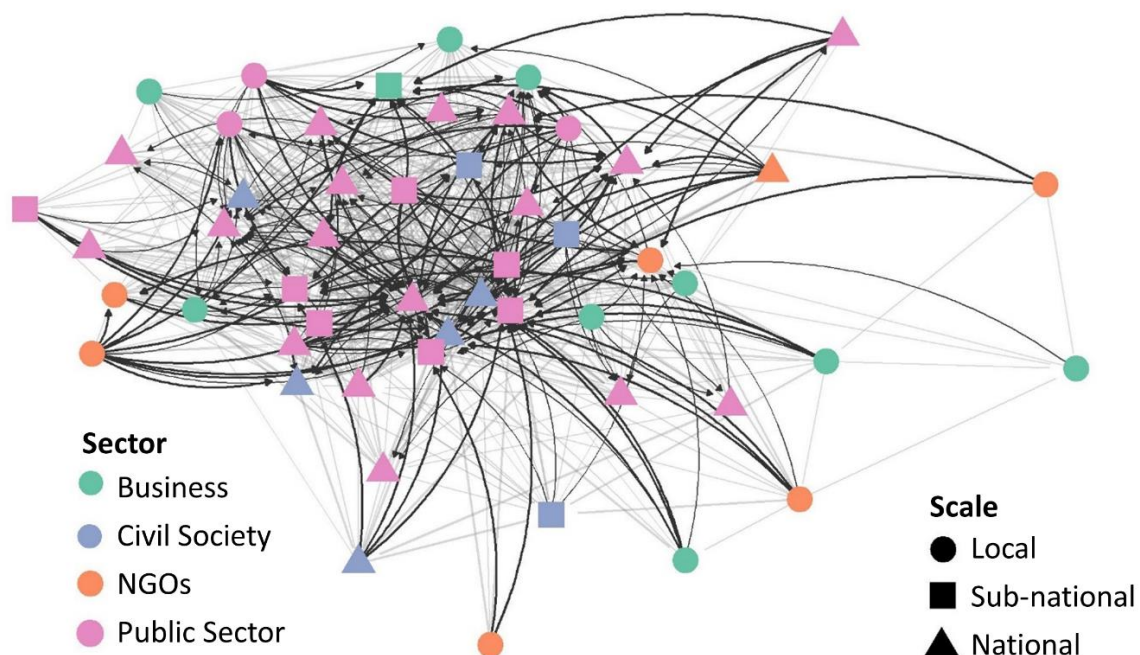 Sector
Business
Civil Society
NGOs
Public Sector
Scale
Local
Sub-national
National